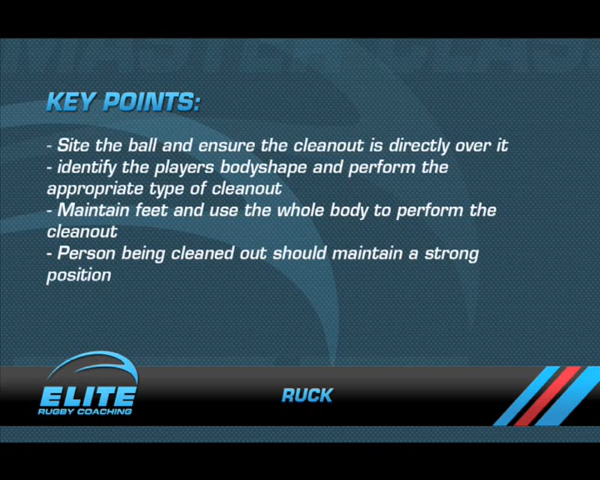 MASTER CLASS
KEY POINTS:
- Site the ball and ensure the cleanout is directly over it
- identify the players bodyshape and perform the
appropriate type of cleanout
- Maintain feet and use the whole body to perform the
cleanout
- Person being cleaned out should maintain a strong
position
ELITE
RUGBY COACHING
RUCK